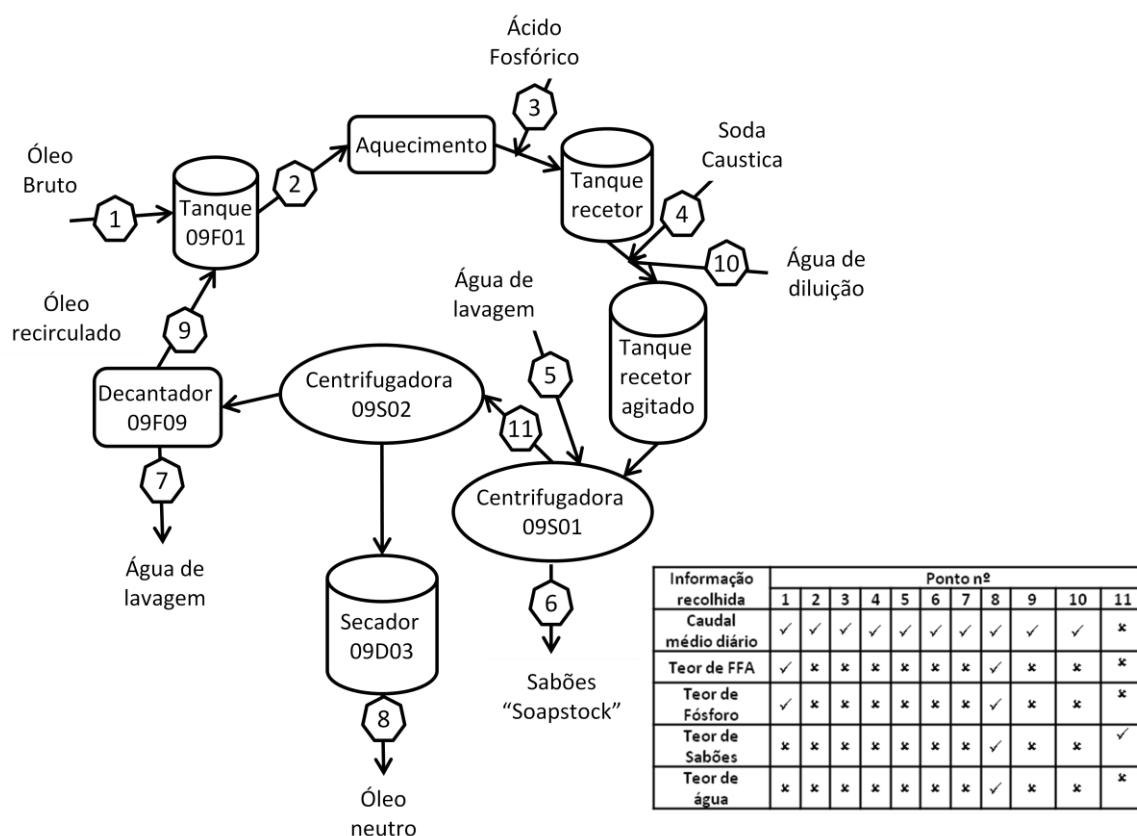 Ácido
Fosfórico
3
Soda
Caustica
Óleo
Bruto
1
Tanque
09F01
2
Aquecimento
Tanque
recetor
4
10
Água de
diluição
Óleo
recirculado
9
Água de
lavagem
5
Tanque
recetor
agitado
Decantador
09F09
Centrifugadora
09S02
11
7
Centrifugadora
09S01
Água de
lavagem
Secador
09D03
6
Sabões
“Soapstock”
8
Óleo
neutro
Informação recolhida Ponto nº
1 2 3 4 5 6 7 8 9 10 11
Caudal
médio diário ✓ ✓ ✓ ✓ ✓ ✓ ✓ ✓ ✓ ✓ ×
Teor de FFA ✓ × × × × × × ✓ × × ×
Teor de
Fósforo ✓ × × × × × × ✓ × × ×
Teor de
Sabões × × × × × × × ✓ × × ✓
Teor de
água × × × × × × × ✓ × × ×